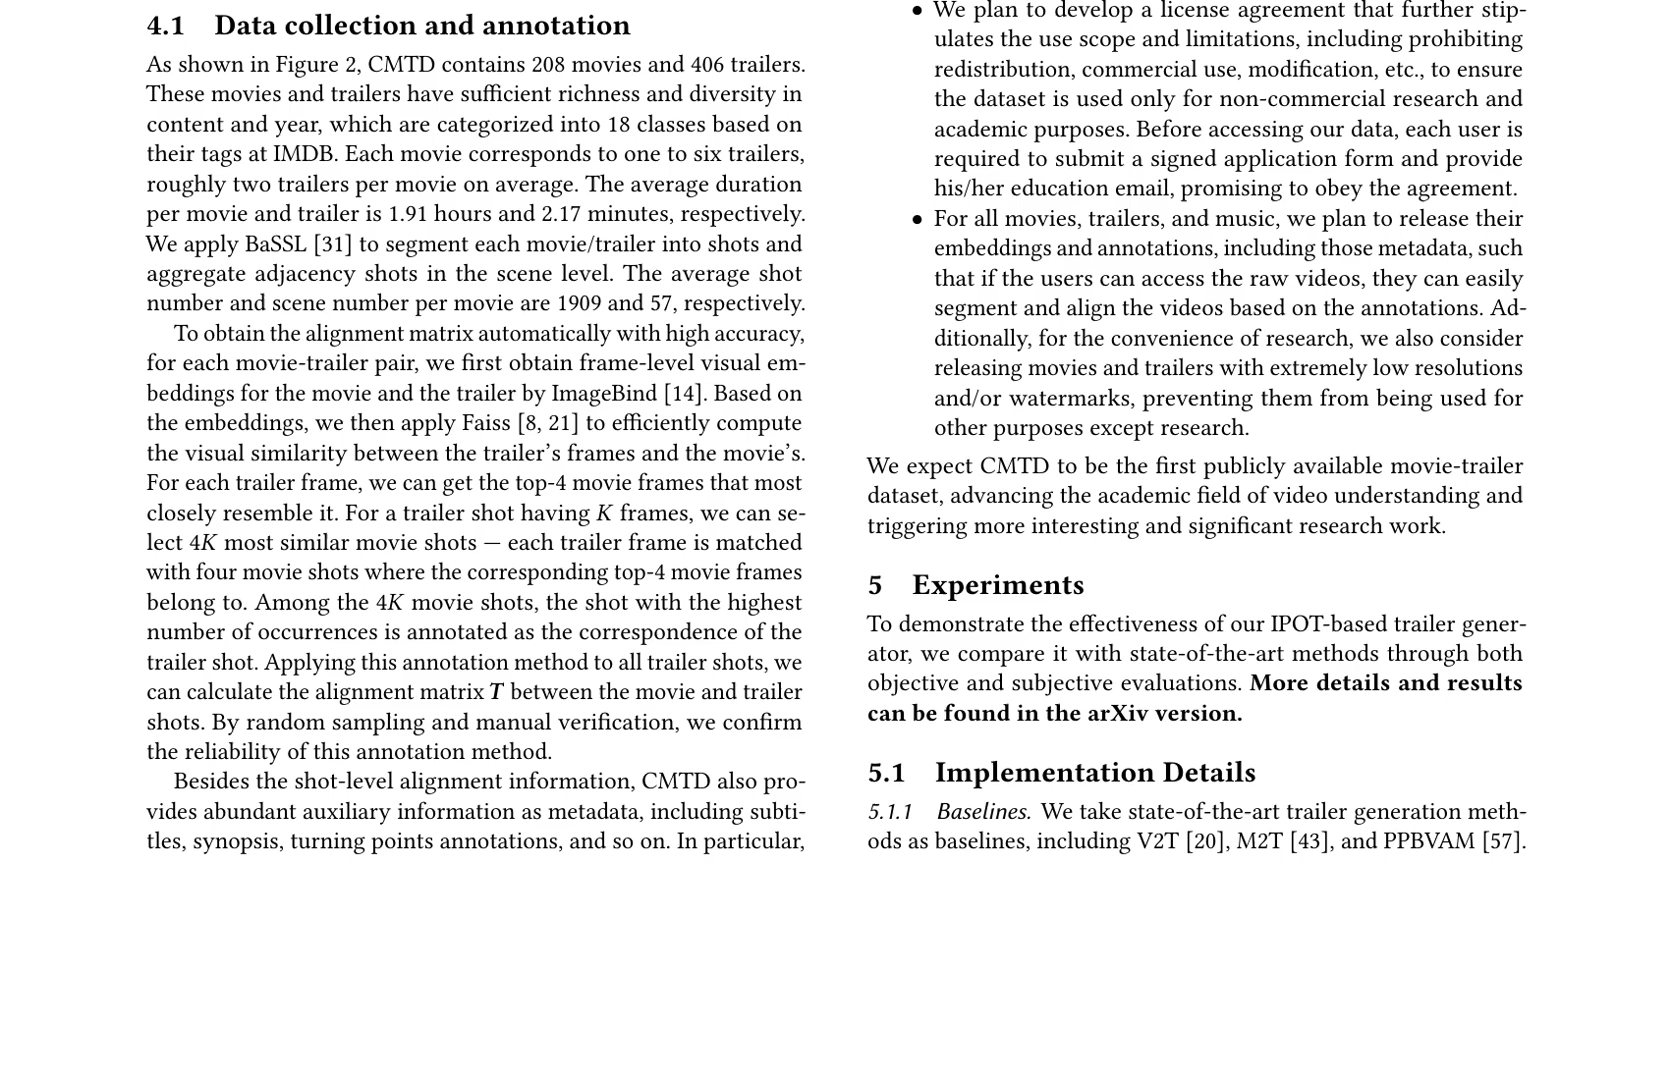 4.1 Data collection and annotation
As shown in Figure 2, CMTD contains 208 movies and 406 trailers.
These movies and trailers have sufficient richness and diversity in
content and year, which are categorized into 18 classes based on
their tags at IMDB. Each movie corresponds to one to six trailers,
roughly two trailers per movie on average. The average duration
per movie and trailer is 1.91 hours and 2.17 minutes, respectively.
We apply BaSSL [31] to segment each movie/trailer into shots and
aggregate adjacency shots in the scene level. The average shot
number and scene number per movie are 1909 and 57, respectively.
To obtain the alignment matrix automatically with high accuracy,
for each movie-trailer pair, we first obtain frame-level visual em-
beddings for the movie and the trailer by ImageBind [14]. Based on
the embeddings, we then apply Faiss [8, 21] to efficiently compute
the visual similarity between the trailer's frames and the movie's.
For each trailer frame, we can get the top-4 movie frames that most
closely resemble it. For a trailer shot having K frames, we can se-
lect 4K most similar movie shots — each trailer frame is matched
with four movie shots where the corresponding top-4 movie frames
belong to. Among the 4K movie shots, the shot with the highest
number of occurrences is annotated as the correspondence of the
trailer shot. Applying this annotation method to all trailer shots, we
can calculate the alignment matrix T between the movie and trailer
shots. By random sampling and manual verification, we confirm
the reliability of this annotation method.
Besides the shot-level alignment information, CMTD also pro-
vides abundant auxiliary information as metadata, including subti-
tles, synopsis, turning points annotations, and so on. In particular,
• We plan to develop a license agreement that further stip-
ulates the use scope and limitations, including prohibiting
redistribution, commercial use, modification, etc., to ensure
the dataset is used only for non-commercial research and
academic purposes. Before accessing our data, each user is
required to submit a signed application form and provide
his/her education email, promising to obey the agreement.
• For all movies, trailers, and music, we plan to release their
embeddings and annotations, including those metadata, such
that if the users can access the raw videos, they can easily
segment and align the videos based on the annotations. Ad-
ditionally, for the convenience of research, we also consider
releasing movies and trailers with extremely low resolutions
and/or watermarks, preventing them from being used for
other purposes except research.
We expect CMTD to be the first publicly available movie-trailer
dataset, advancing the academic field of video understanding and
triggering more interesting and significant research work.
5 Experiments
To demonstrate the effectiveness of our IPOT-based trailer gener-
ator, we compare it with state-of-the-art methods through both
objective and subjective evaluations. More details and results
can be found in the arXiv version.
5.1 Implementation Details
5.1.1 Baselines. We take state-of-the-art trailer generation meth-
ods as baselines, including V2T [20], M2T [43], and PPBVAM [57].